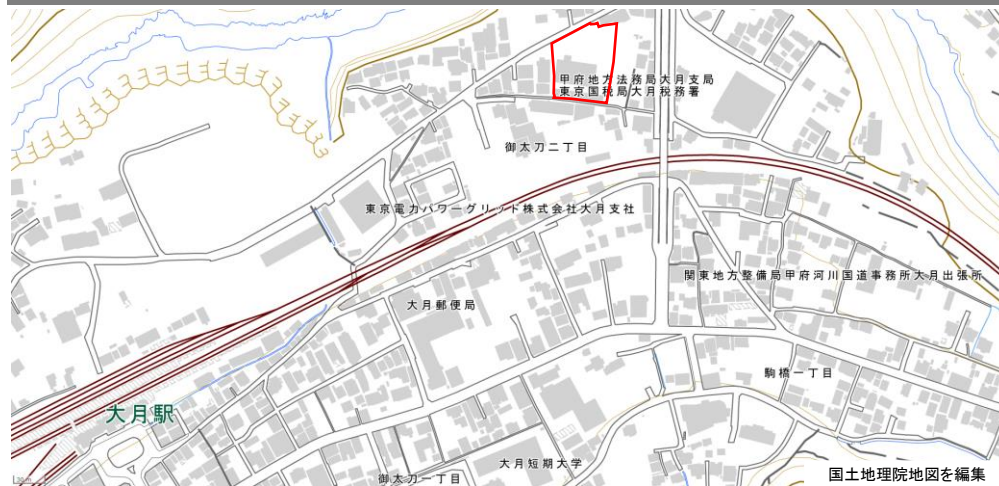 甲府地方法務局大月支局
東京国税局大月税務署
御太刀二丁目
東京電力パワーグリッド株式会社大月支社
関東地方整備局甲府河川国道事務所大月出張所
大月郵便局
駒橋一丁目
大月駅
大月短期大学
御太刀一丁目
国土地理院地図を編集